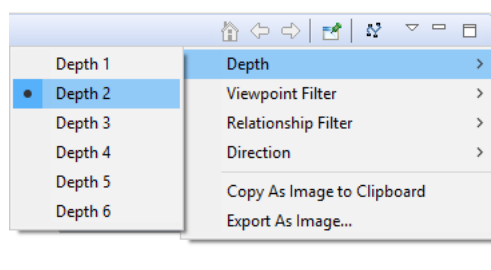 Depth 1
Depth 2
Depth 3
Depth 4
Depth 5
Depth 6
Depth
Viewpoint Filter
Relationship Filter
Direction
Copy As Image to Clipboard
Export As Image...